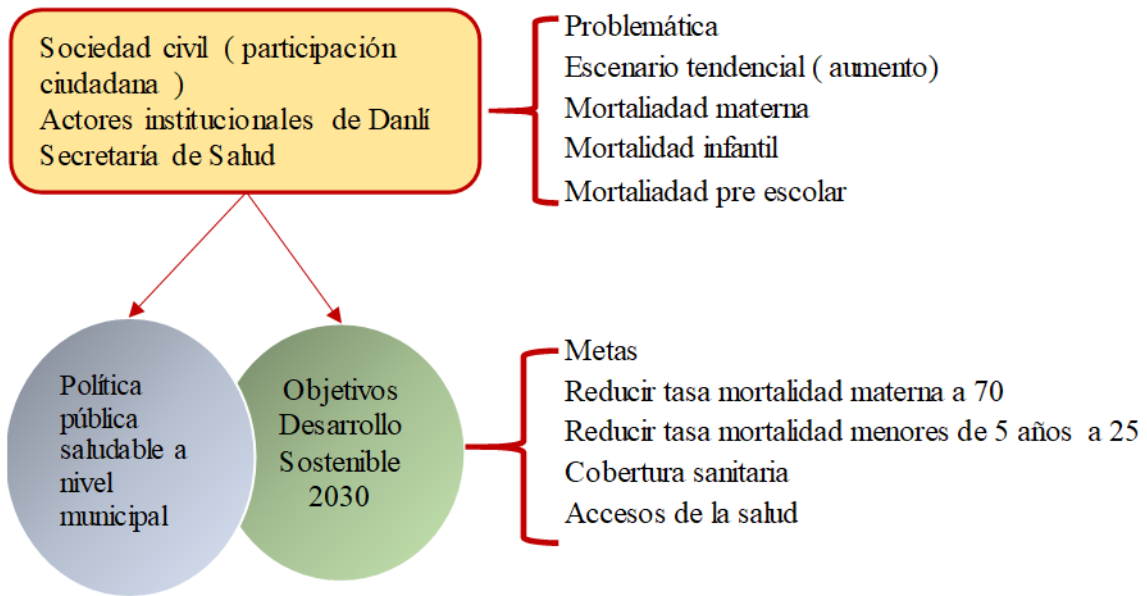 Sociedad civil ( participación
ciudadana )
Actores institucionales de Danlí
Secretaría de Salud
Problemática
Escenario tendencial ( aumento)
Mortaliadad materna
Mortalidad infantil
Mortaliadad pre escolar
Política
pública
saludable a
nivel
municipal
Objetivos
Desarrollo
Sostenible
2030
Metas
Reducir tasa mortalidad materna a 70
Reducir tasa mortalidad menores de 5 años a 25
Cobertura sanitaria
Accesos de la salud